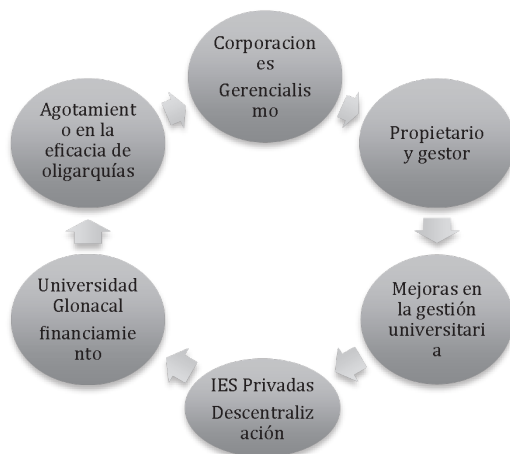 Corporacion
es
Gerencialis
mo
Propietario
y gestor
Mejoras en
la gestión
universitari
a
IES Privadas
Descentraliz
ación
Universidad
Glonacal
financiamie
nto
Agotamient
o en la
eficacia de
oligarquías